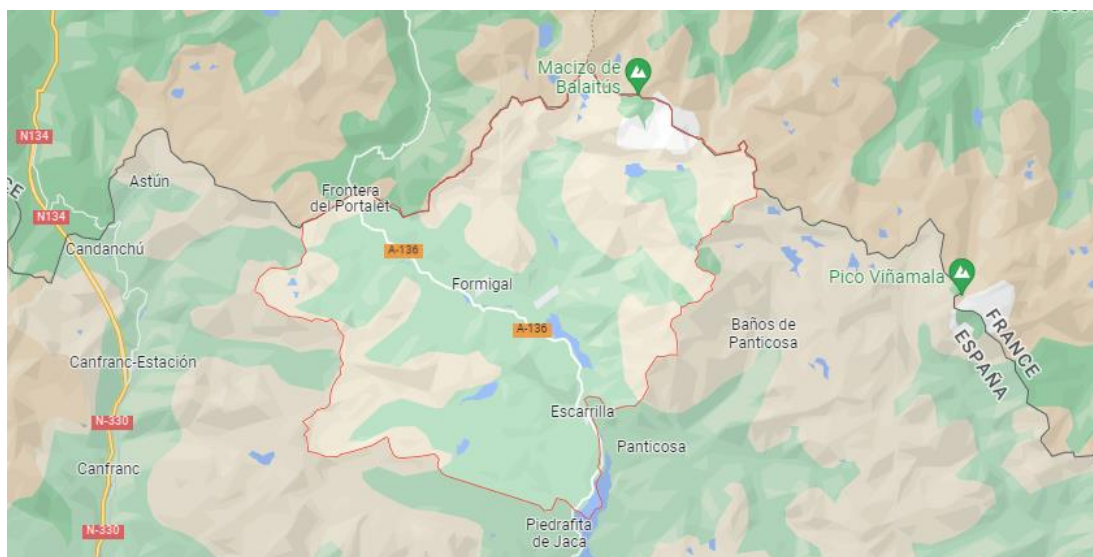 Macizo de
Balaitús
N134
Astún
CE
Frontera
del Portalet
N134
Candanchú
A-136
Formigal
Pico Viñamala
A-136
Baños de
Panticosa
FRANCE
ESPAÑA
Canfranc-Estación
N-330
Escarrilla
Panticosa
Canfranc
N-330
Piedrafita
de Jaca